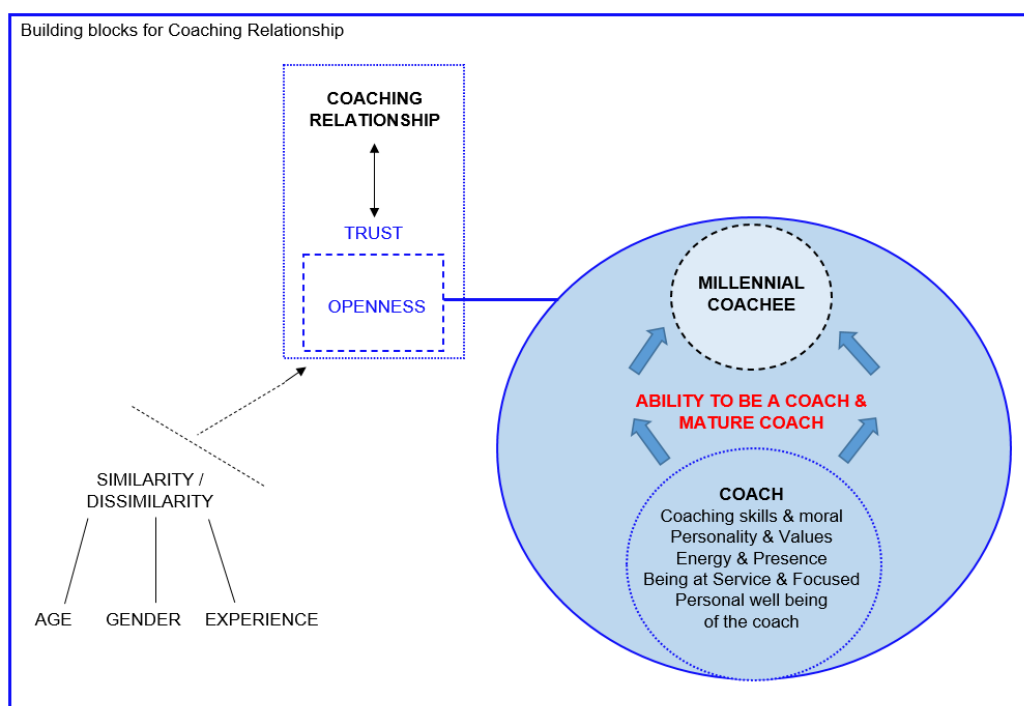 Building blocks for Coaching Relationship
COACHING
RELATIONSHIP
TRUST
OPENNESS
SIMILARITY /
DISSIMILARITY
AGE GENDER EXPERIENCE
MILLENNIAL
COACHEE
ABILITY TO BE A COACH &
MATURE COACH
COACH
Coaching skills & moral
Personality & Values
Energy & Presence
Being at Service & Focused
Personal well being
of the coach